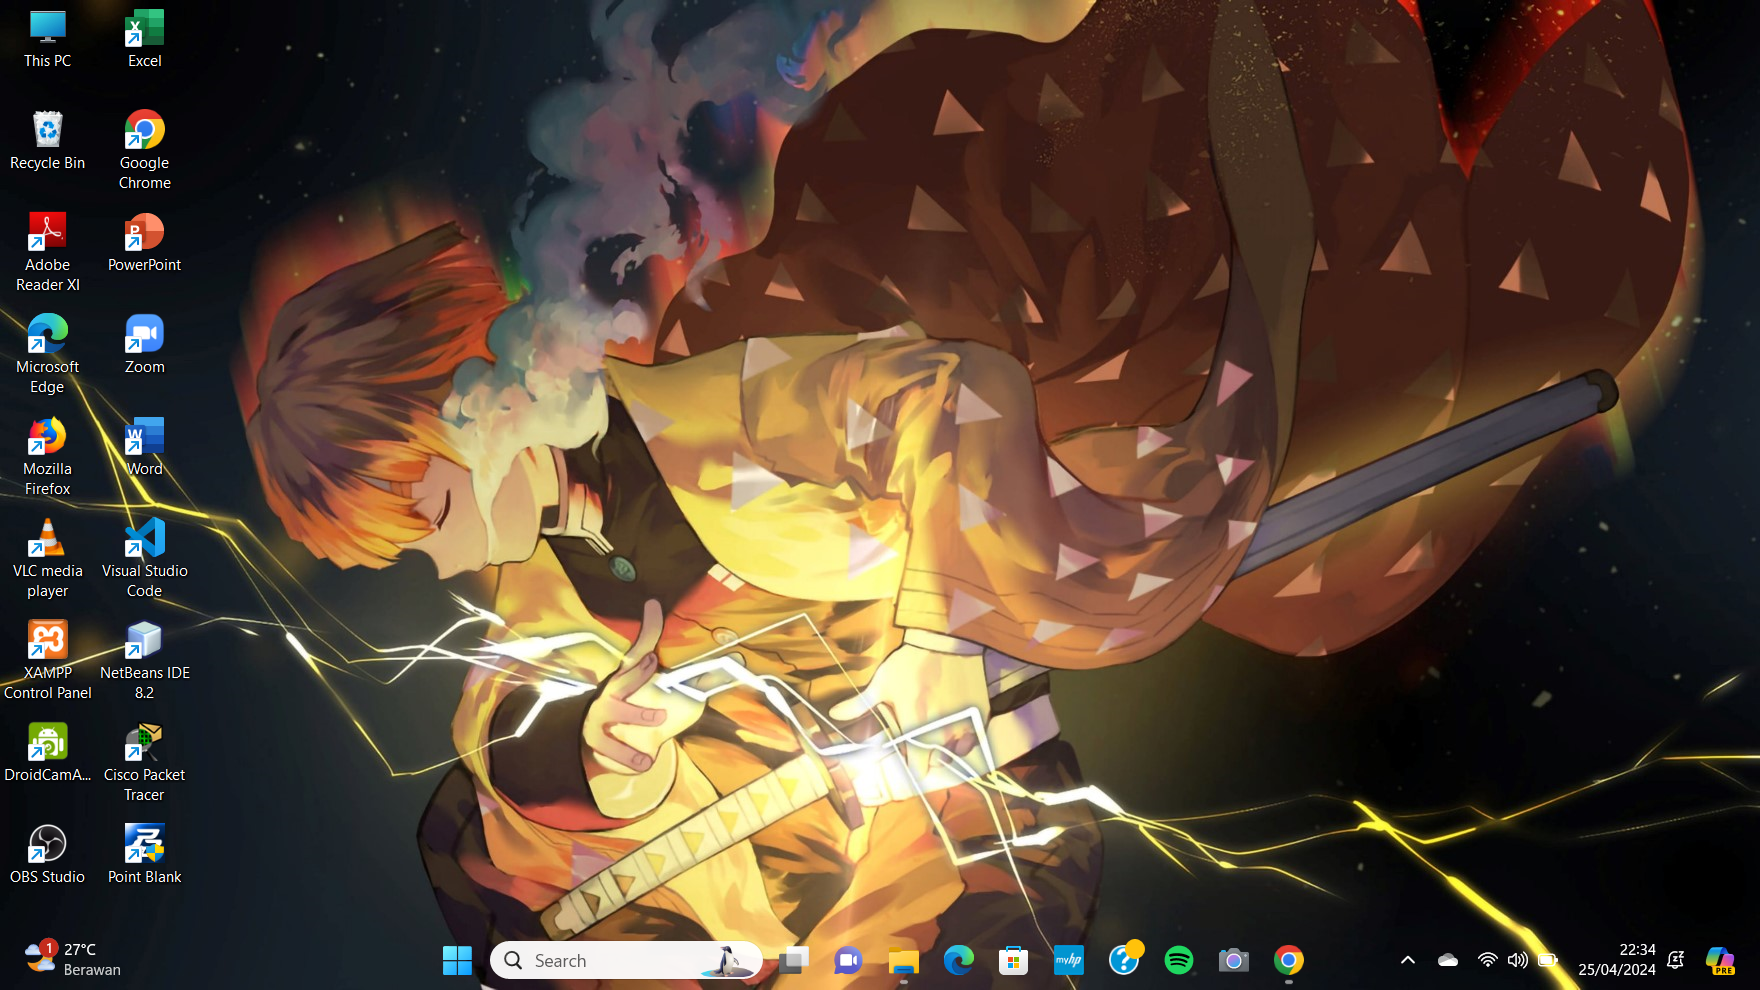 This PC
Excel
Recycle Bin
Google
Chrome
Adobe
Reader XI
PowerPoint
Microsoft
Edge
Zoom
Mozilla
Firefox
Word
VLC media
player
Visual Studio
Code
XAMPP
Control Panel
NetBeans IDE
8.2
DroidCamA...
Cisco Packet
Tracer
OBS Studio
Point Blank
1
27°C
Berawan
Search
myhp
22:34
25/04/2024
PRE